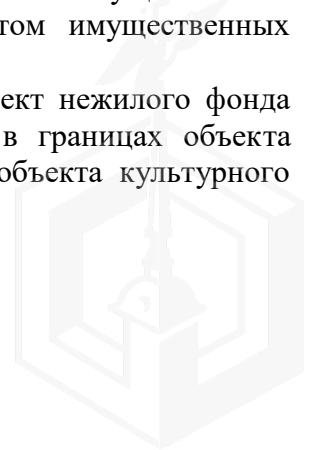 том имущественных
ект нежилого фонда
в границах объекта
объекта культурного